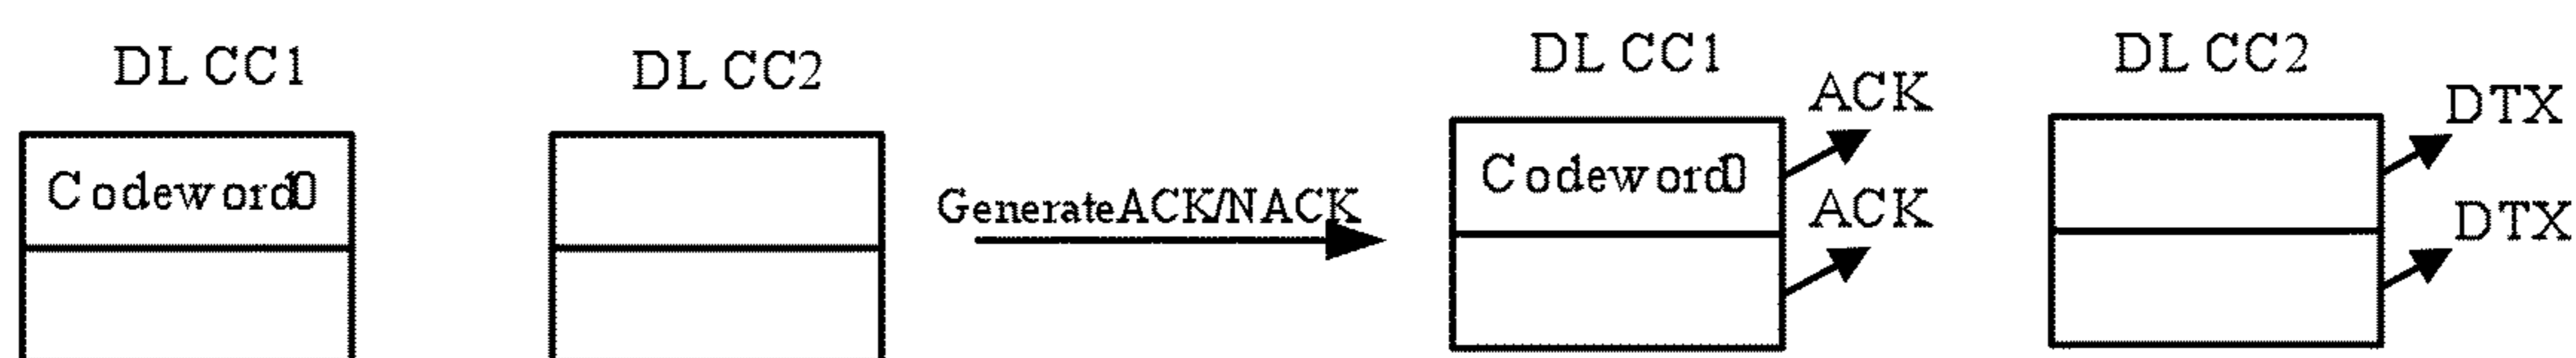 DL CC1
DL CC2
Codeword0
GenerateACK/NACK
DL CC1
DL CC2
Codeword0
ACK
ACK
DTX
DTX